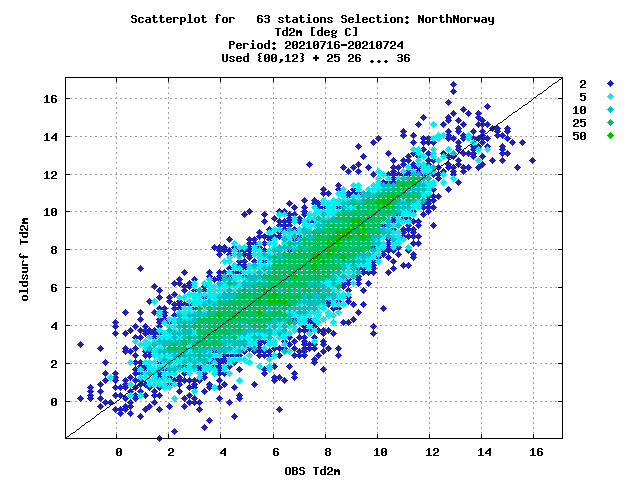 Scatterplot for   63 stations Selection: NorthNorway
Td2m [deg C]
Period: 20210716-20210724
Used {00,12} + 25 26 ... 36
2
5
10
25
50
16
14
12
10
8
6
4
2
0
oldsurf Td2m
0 2 4 6 8 10 12 14 16
OBS Td2m